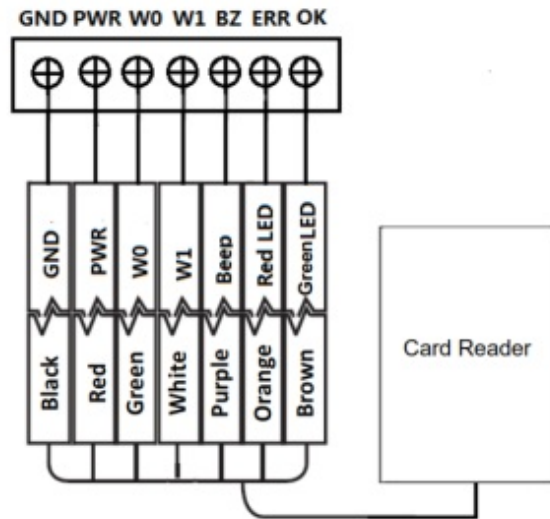 GND PWR W0 W1 BZ ERR OK
GND PWR W0 W1 Beep Red LED GreenLED
Black Red Green White Purple Orange Brown
Card Reader